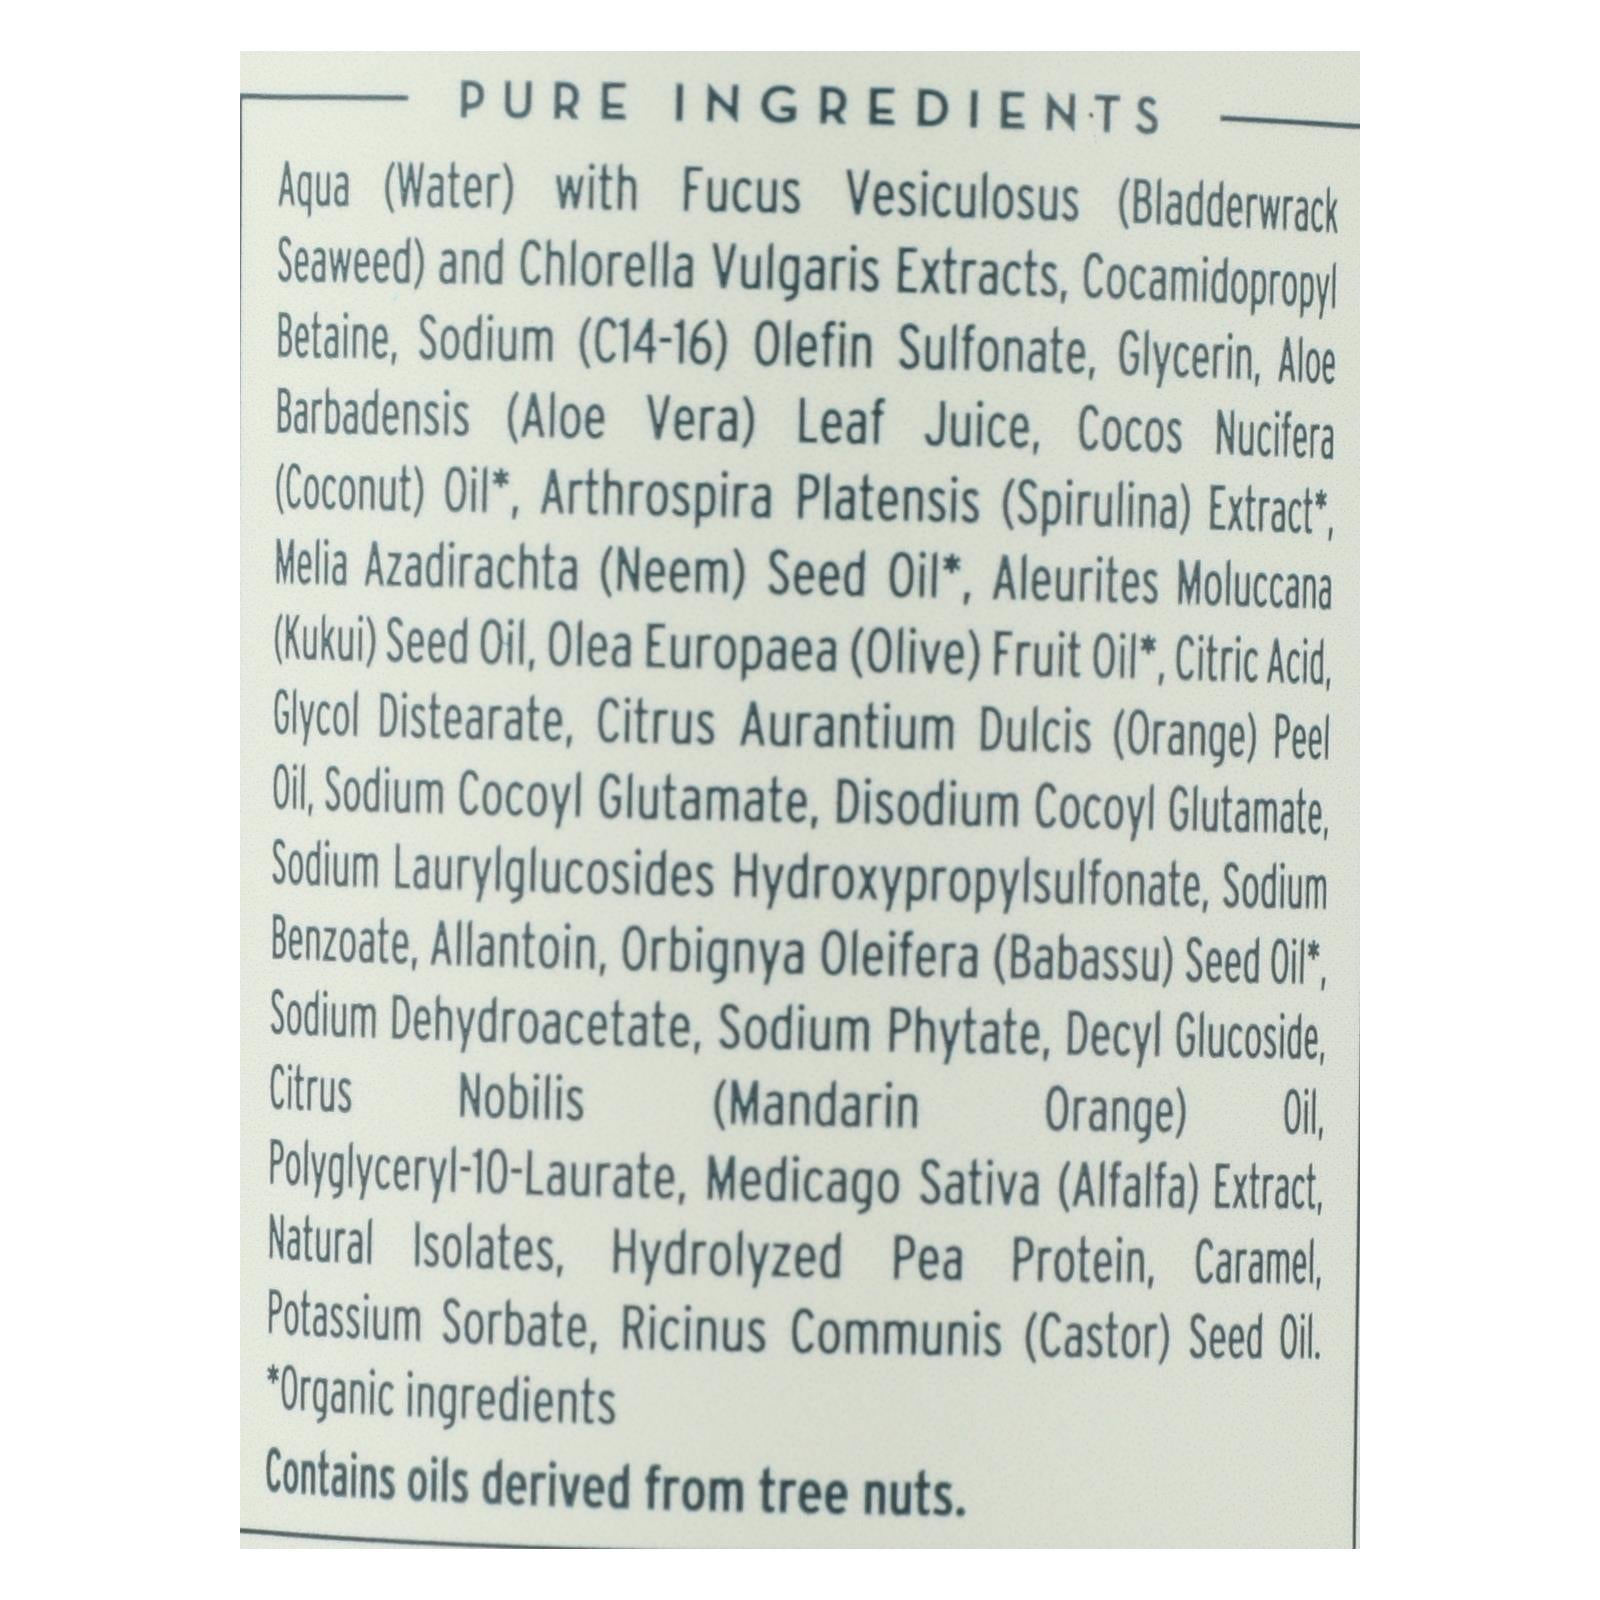 PURE INGREDIENTS
Aqua (Water) with Fucus Vesiculosus (Bladderwrack
Seaweed) and Chlorella Vulgaris Extracts, Cocamidopropyl
Betaine, Sodium (C14-16) Olefin Sulfonate, Glycerin, Aloe
Barbadensis (Aloe Vera) Leaf Juice, Cocos Nucifera
(Coconut) Oil*, Arthrospira Platensis (Spirulina) Extract*,
Melia Azadirachta (Neem) Seed Oil*, Aleurites Moluccana
(Kukui) Seed Oil, Olea Europaea (Olive) Fruit Oil*, Citric Acid,
Glycol Distearate, Citrus Aurantium Dulcis (Orange) Peel
Oil, Sodium Cocoyl Glutamate, Disodium Cocoyl Glutamate,
Sodium Laurylglucosides Hydroxypropylsulfonate, Sodium
Benzoate, Allantoin, Orbignya Oleifera (Babassu) Seed Oil*,
Sodium Dehydroacetate, Sodium Phytate, Decyl Glucoside,
Citrus Nobilis (Mandarin Orange) Oil,
Polyglyceryl-10-Laurate, Medicago Sativa (Alfalfa) Extract,
Natural Isolates, Hydrolyzed Pea Protein, Caramel,
Potassium Sorbate, Ricinus Communis (Castor) Seed Oil.
*Organic ingredients
Contains oils derived from tree nuts.